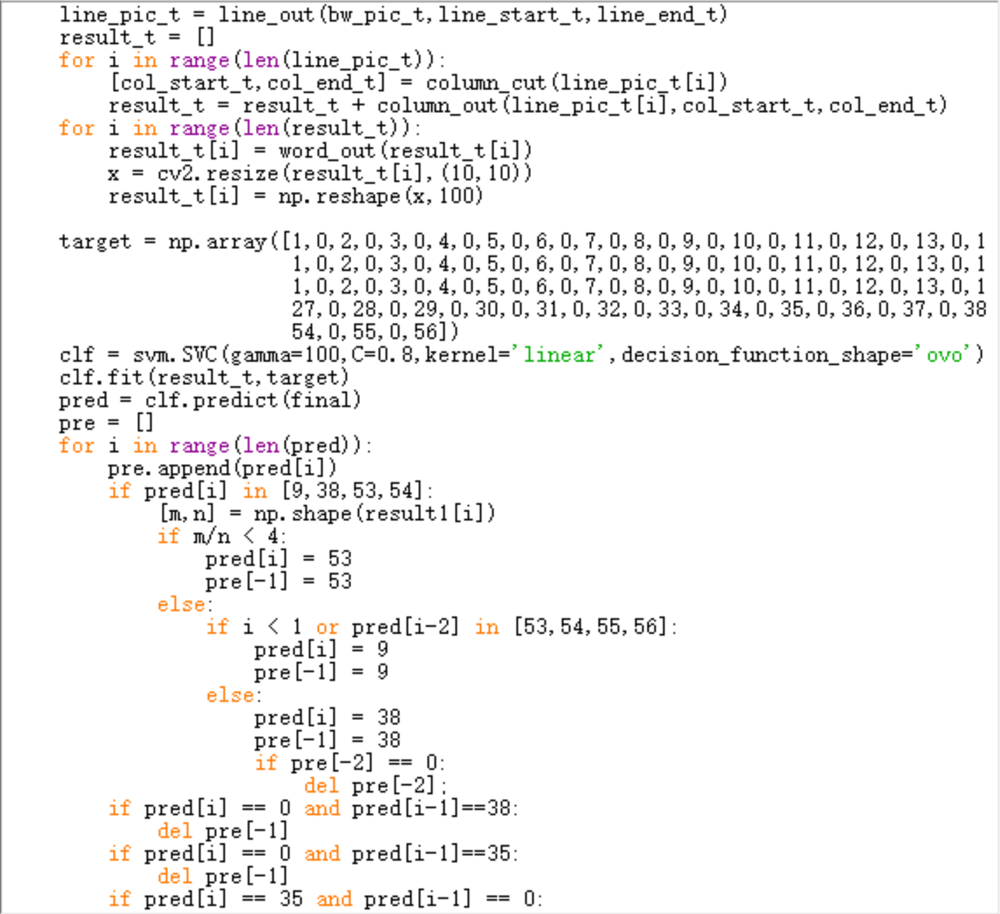 line_pic_t = line_out(bw_pic_t,line_start_t,line_end_t)
result_t = []
for i in range(len(line_pic_t)):
    [col_start_t,col_end_t] = column_cut(line_pic_t[i])
    result_t = result_t + column_out(line_pic_t[i],col_start_t,col_end_t)
for i in range(len(result_t)):
    result_t[i] = word_out(result_t[i])
    x = cv2.resize(result_t[i],(10,10))
    result_t[i] = np.reshape(x,100)
target = np.array([1,0,2,0,3,0,4,0,5,0,6,0,7,0,8,0,9,0,10,0,11,0,12,0,13,0,1
                   1,0,2,0,3,0,4,0,5,0,6,0,7,0,8,0,9,0,10,0,11,0,12,0,13,0,1
                   1,0,2,0,3,0,4,0,5,0,6,0,7,0,8,0,9,0,10,0,11,0,12,0,13,0,1
                   27,0,28,0,29,0,30,0,31,0,32,0,33,0,34,0,35,0,36,0,37,0,38
                   54,0,55,0,56])
clf = svm.SVC(gamma=100,C=0.8,kernel='linear',decision_function_shape='ovo')
clf.fit(result_t,target)
pred = clf.predict(final)
pre = []
for i in range(len(pred)):
    pre.append(pred[i])
    if pred[i] in [9,38,53,54]:
        [m,n] = np.shape(result1[i])
        if m/n < 4:
            pred[i] = 53
            pre[-1] = 53
        else:
            if i < 1 or pred[i-2] in [53,54,55,56]:
                pred[i] = 9
                pre[-1] = 9
            else:
                pred[i] = 38
                pre[-1] = 38
                if pre[-2] == 0:
                    del pre[-2];
    if pred[i] == 0 and pred[i-1]==38:
        del pre[-1]
    if pred[i] == 0 and pred[i-1]==35:
        del pre[-1]
    if pred[i] == 35 and pred[i-1] == 0: